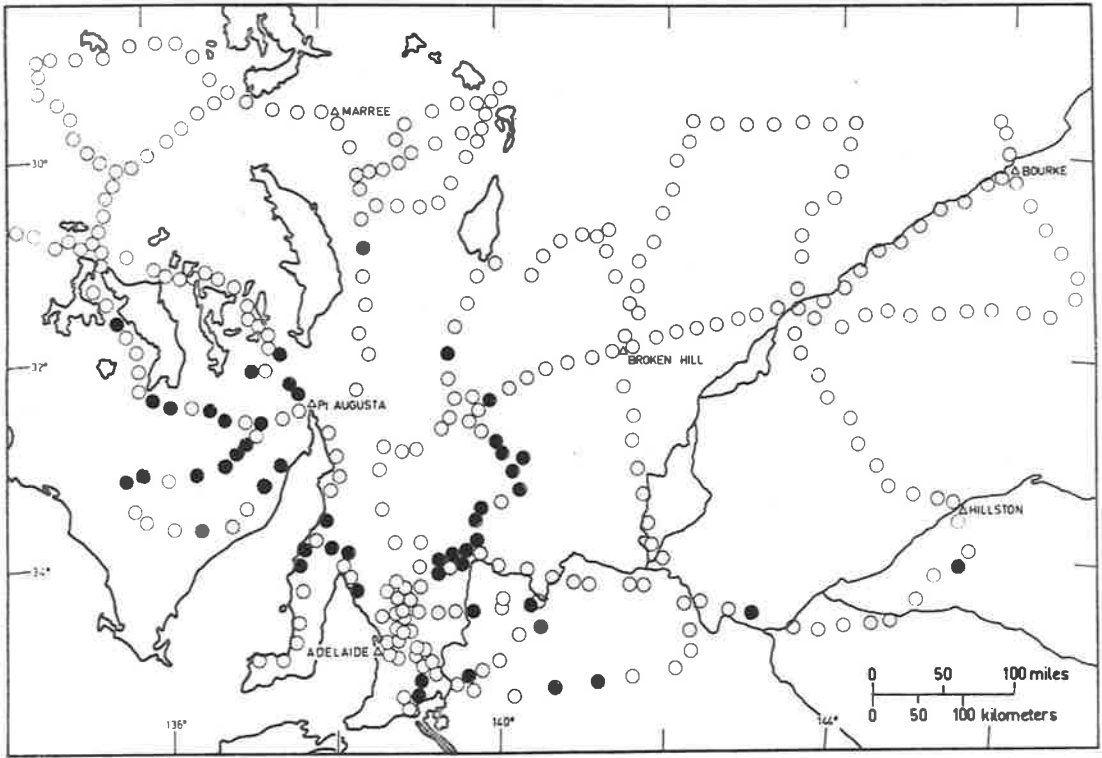 MARREE
30°
BOURKE
32°
BROKEN HILL
Pt AUGUSTA
HILLSTON
34°
ADELAIDE
0 50 100 miles
0 50 100 kilometers
136°
140°
144°